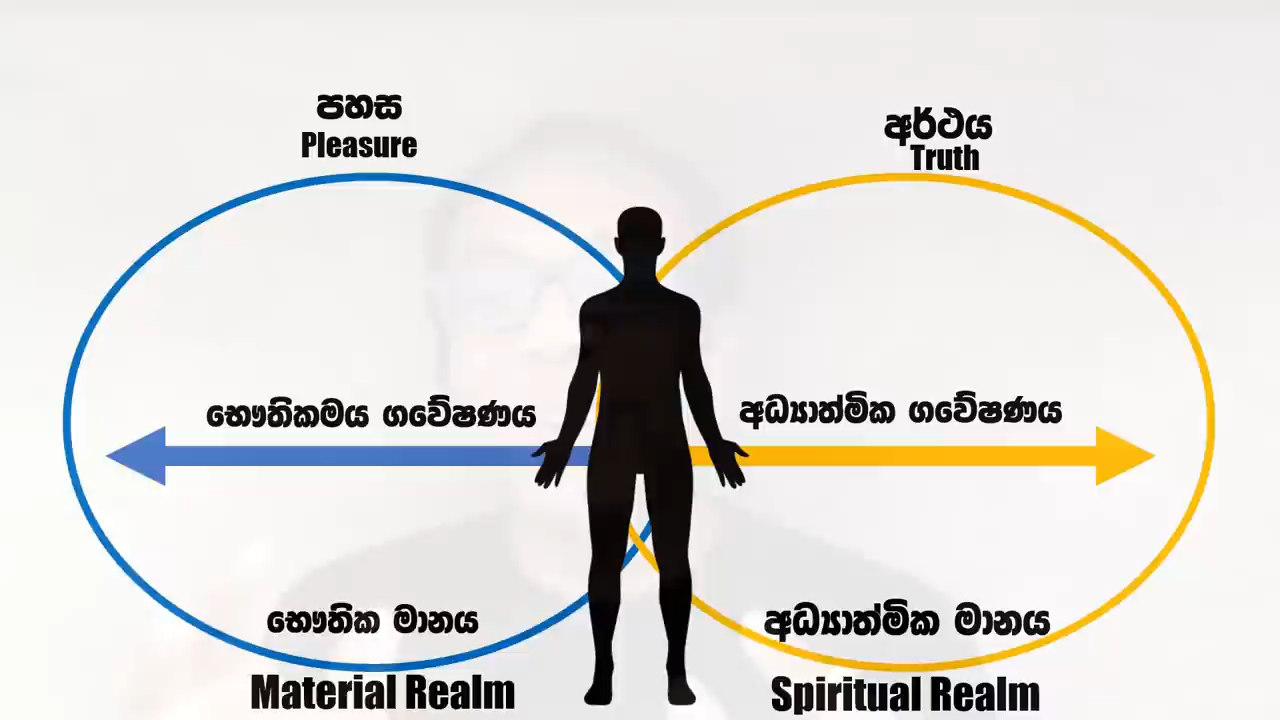 පහස
Pleasure
අර්ථය
Truth
භෞතිකමය ගවේෂණය
අධ්‍යාත්මික ගවේෂණය
භෞතික මානය
Material Realm
අධ්‍යාත්මික මානය
Spiritual Realm